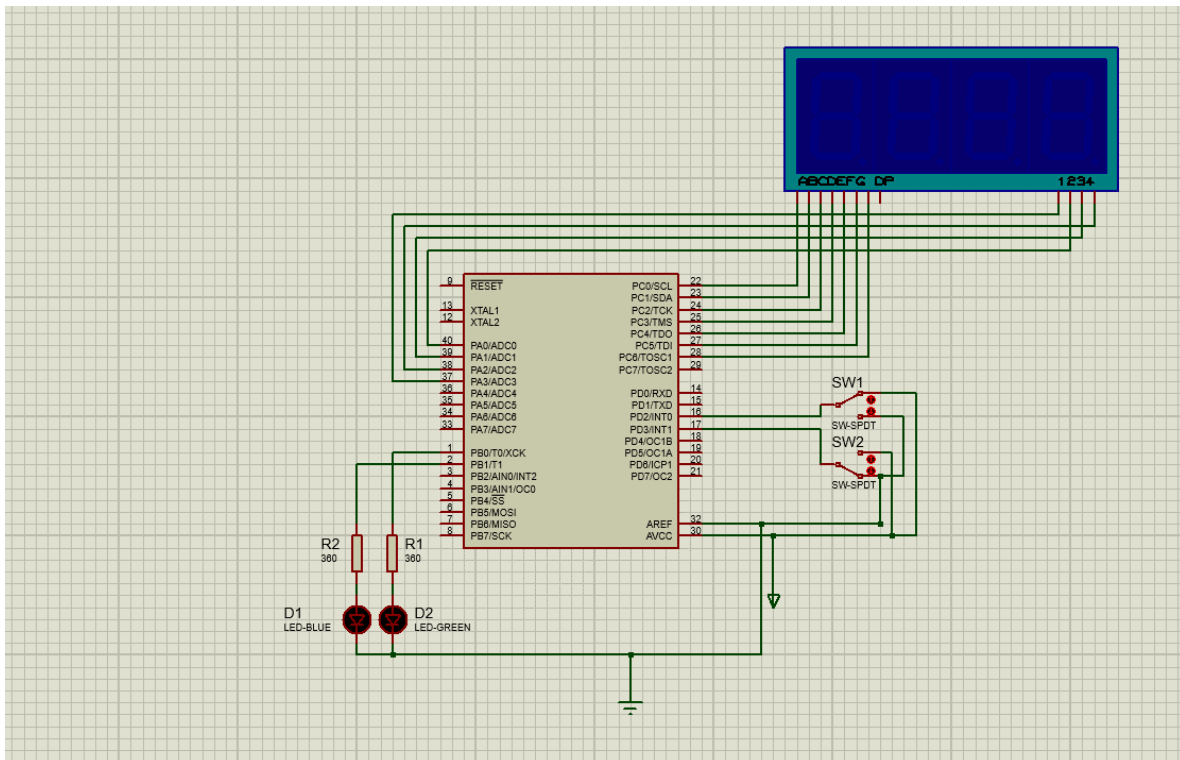 ABCDEFG DP
1234
9 RESET
13 XTAL1
12 XTAL2
40 PA0/ADC0
39 PA1/ADC1
38 PA2/ADC2
37 PA3/ADC3
36 PA4/ADC4
35 PA5/ADC5
34 PA6/ADC6
33 PA7/ADC7
1 PB0/T0/XCK
2 PB1/T1
3 PB2/AIN0/INT2
4 PB3/AIN1/OC0
5 PB4/SS
6 PB5/MOSI
7 PB6/MISO
8 PB7/SCK
PC0/SCL 22
PC1/SDA 23
PC2/TCK 24
PC3/TMS 25
PC4/TDO 26
PC5/TDI 27
PC6/TOSC1 28
PC7/TOSC2 29
PD0/RXD 14
PD1/TXD 15
PD2/INT0 16
PD3/INT1 17
PD4/OC1B 18
PD5/OC1A 19
PD6/ICP1 20
PD7/OC2 21
AREF 32
AVCC 30
SW1
SW-SPDT
SW2
SW-SPDT
R2
360
R1
360
D1
LED-BLUE
D2
LED-GREEN